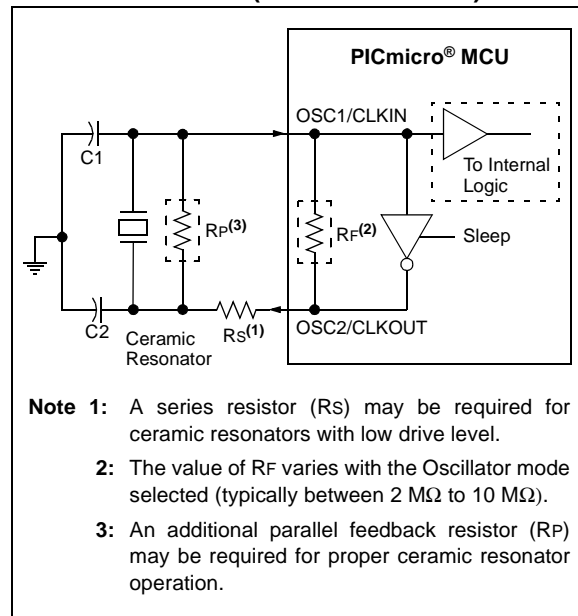 PICmicro® MCU
OSC1/CLKIN
C1
To Internal
Logic
RP(3)
RF(2)
Sleep
C2
Ceramic
Resonator
RS(1)
OSC2/CLKOUT
Note 1: A series resistor (RS) may be required for
ceramic resonators with low drive level.
2: The value of RF varies with the Oscillator mode
selected (typically between 2 MΩ to 10 MΩ).
3: An additional parallel feedback resistor (RP)
may be required for proper ceramic resonator
operation.